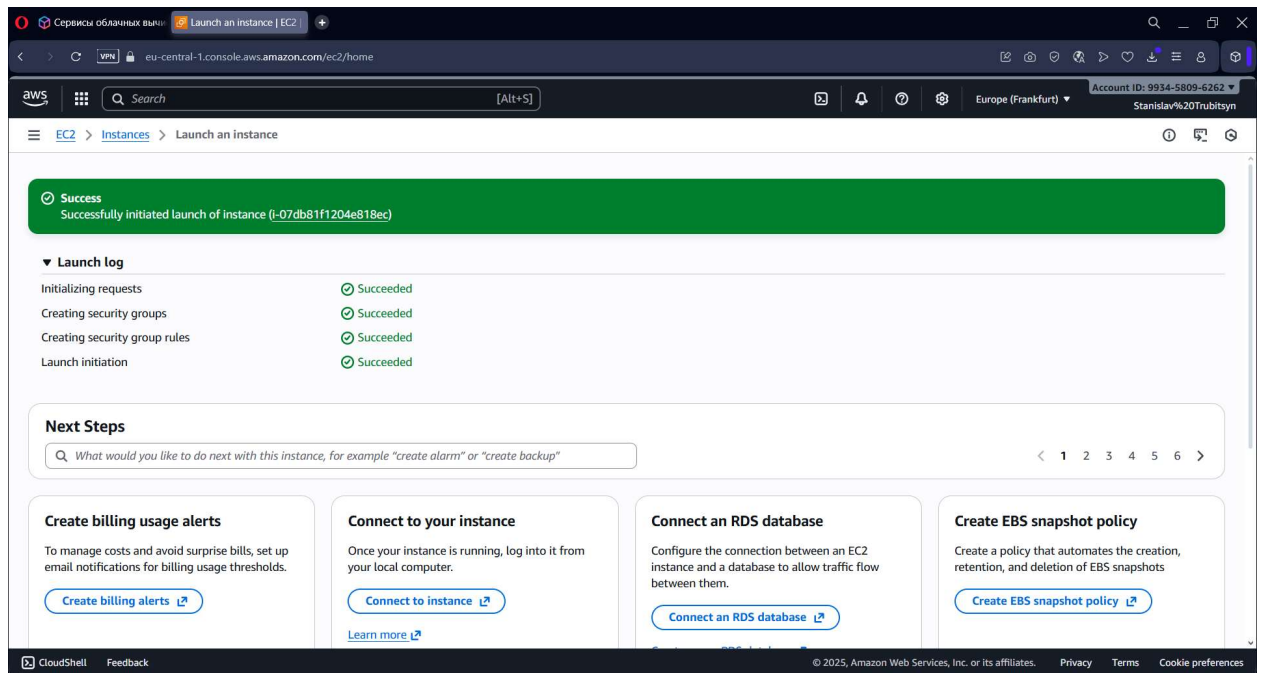 Сервисы облачных вычи
Launch an instance | EC2 |
VPN
eu-central-1.console.aws.amazon.com/ec2/home
aws
Search
[Alt+S]
Europe (Frankfurt)
Account ID: 9934-5809-6262
Stanislav%20Trubitsyn
EC2 > Instances > Launch an instance
Success
Successfully initiated launch of instance (i-07db81f1204e818ec)
Launch log
Initializing requests Succeeded
Creating security groups Succeeded
Creating security group rules Succeeded
Launch initiation Succeeded
Next Steps
What would you like to do next with this instance, for example "create alarm" or "create backup"
1 2 3 4 5 6
Create billing usage alerts
To manage costs and avoid surprise bills, set up
email notifications for billing usage thresholds.
Create billing alerts
Connect to your instance
Once your instance is running, log into it from
your local computer.
Connect to instance
Learn more
Connect an RDS database
Configure the connection between an EC2
instance and a database to allow traffic flow
between them.
Connect an RDS database
Create EBS snapshot policy
Create a policy that automates the creation,
retention, and deletion of EBS snapshots
Create EBS snapshot policy
CloudShell Feedback
© 2025, Amazon Web Services, Inc. or its affiliates. Privacy Terms Cookie preferences